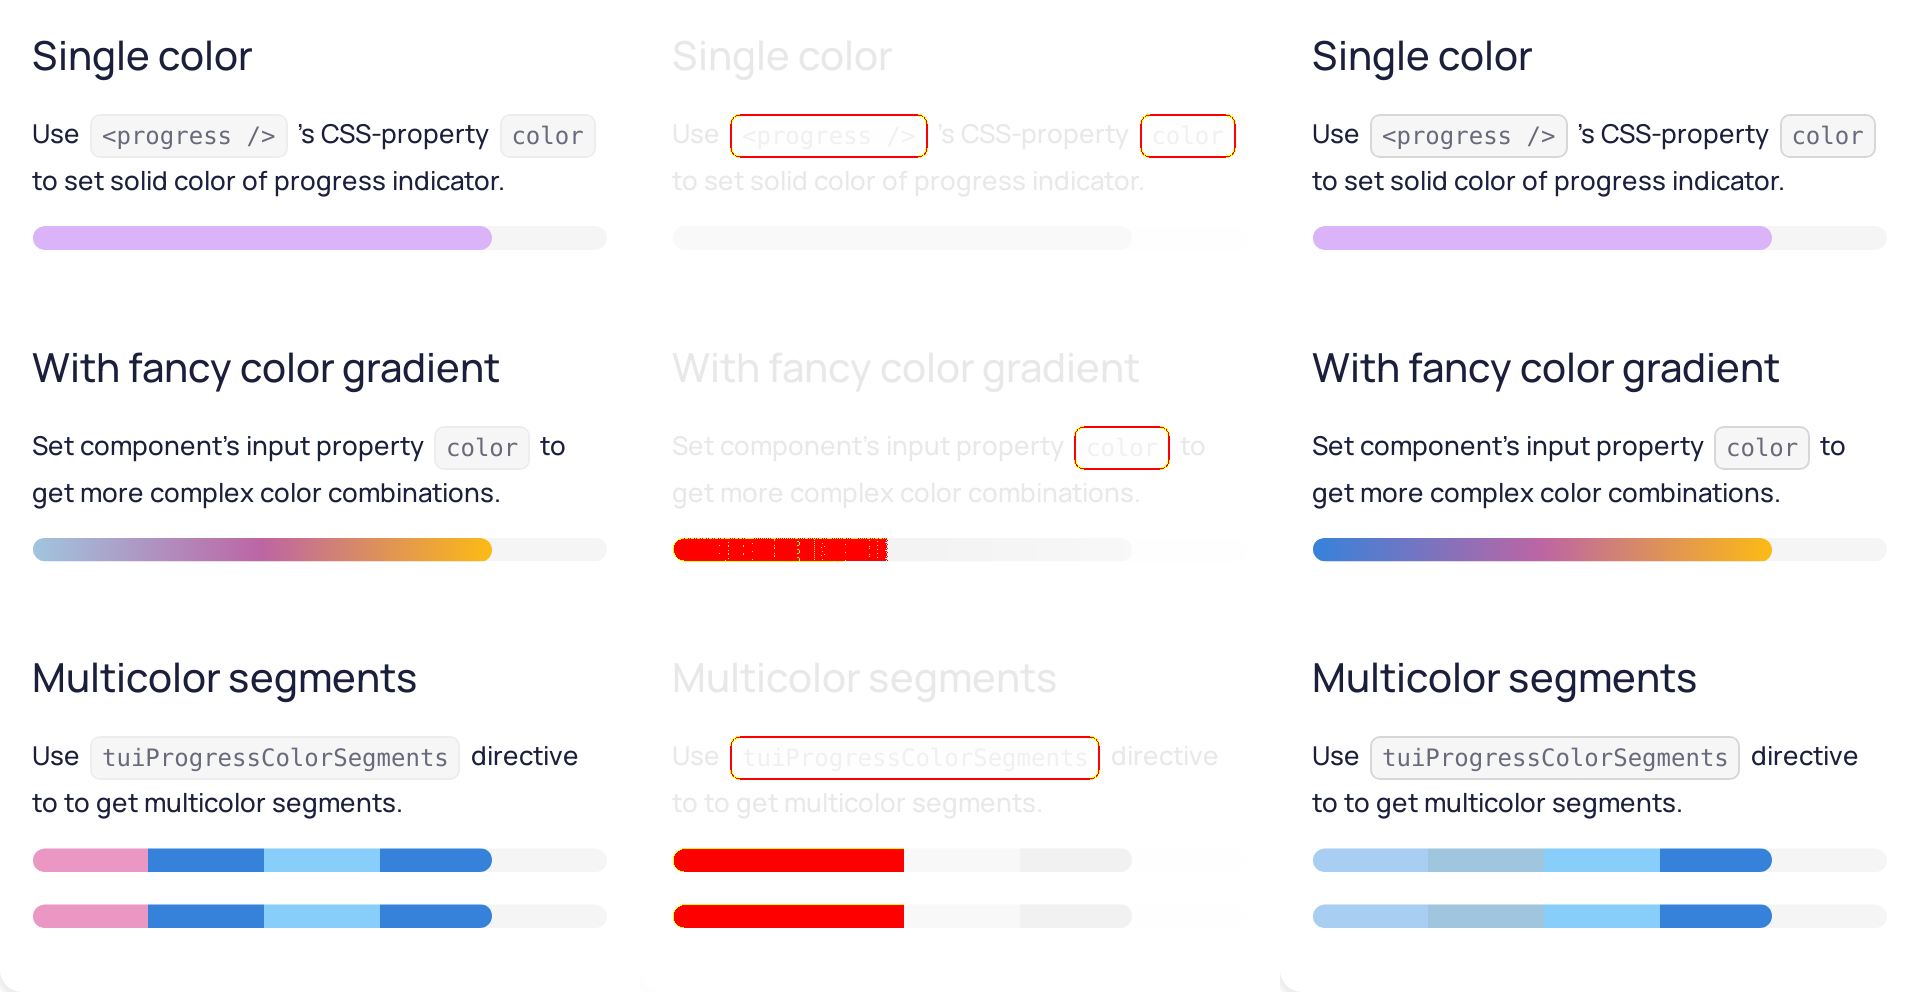 Single color
Use <progress /> ’s CSS-property color
to set solid color of progress indicator.
With fancy color gradient
Set component’s input property color to
get more complex color combinations.
Multicolor segments
Use tuiProgressColorSegments directive
to to get multicolor segments.
Single color
Use <progress /> ’s CSS-property color
to set solid color of progress indicator.
With fancy color gradient
Set component’s input property color to
get more complex color combinations.
Multicolor segments
Use tuiProgressColorSegments directive
to to get multicolor segments.
Single color
Use <progress /> ’s CSS-property color
to set solid color of progress indicator.
With fancy color gradient
Set component’s input property color to
get more complex color combinations.
Multicolor segments
Use tuiProgressColorSegments directive
to to get multicolor segments.